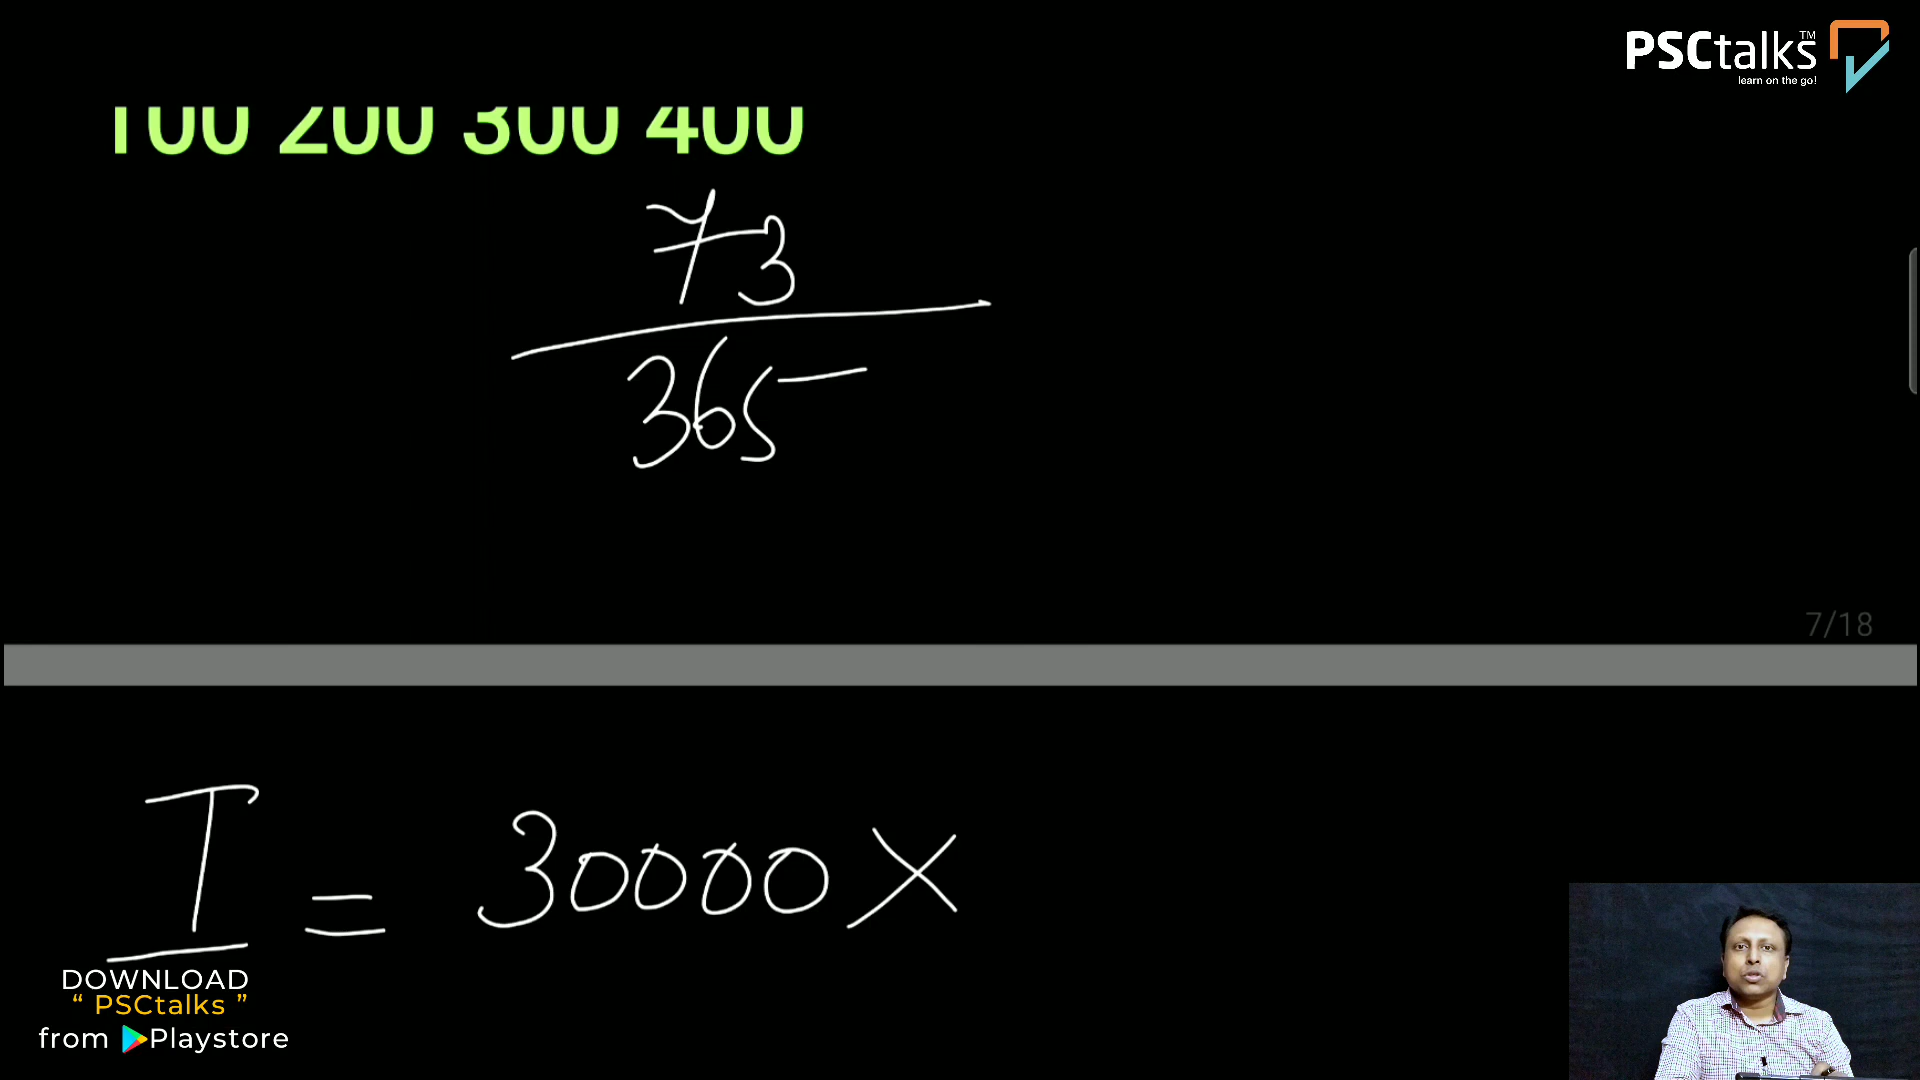 PSCtalks™
learn on the go!
100 200 300 400
73
365
7/18
I = 30000 X
DOWNLOAD
“ PSCtalks ”
from Playstore